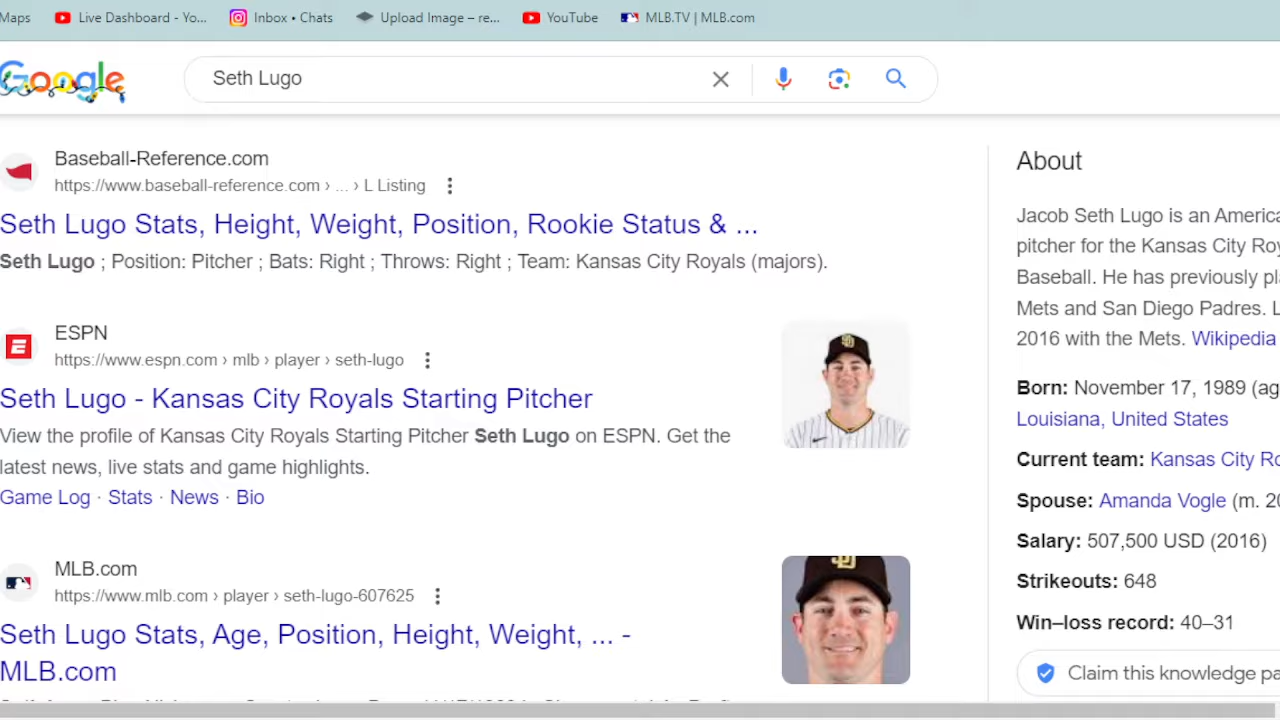 Maps
Live Dashboard - Yo...
Inbox • Chats
Upload Image – re...
YouTube
MLB.TV | MLB.com
Google
Seth Lugo
Baseball-Reference.com
https://www.baseball-reference.com › ... › L Listing
Seth Lugo Stats, Height, Weight, Position, Rookie Status & ...
Seth Lugo ; Position: Pitcher ; Bats: Right ; Throws: Right ; Team: Kansas City Royals (majors).
ESPN
https://www.espn.com › mlb › player › seth-lugo
Seth Lugo - Kansas City Royals Starting Pitcher
View the profile of Kansas City Royals Starting Pitcher Seth Lugo on ESPN. Get the
latest news, live stats and game highlights.
Game Log · Stats · News · Bio
MLB.com
https://www.mlb.com › player › seth-lugo-607625
Seth Lugo Stats, Age, Position, Height, Weight, ... -
MLB.com
About
Jacob Seth Lugo is an America
pitcher for the Kansas City Roy
Baseball. He has previously pl
Mets and San Diego Padres. L
2016 with the Mets. Wikipedia
Born: November 17, 1989 (ag
Louisiana, United States
Current team: Kansas City Ro
Spouse: Amanda Vogle (m. 20
Salary: 507,500 USD (2016)
Strikeouts: 648
Win–loss record: 40–31
Claim this knowledge pa